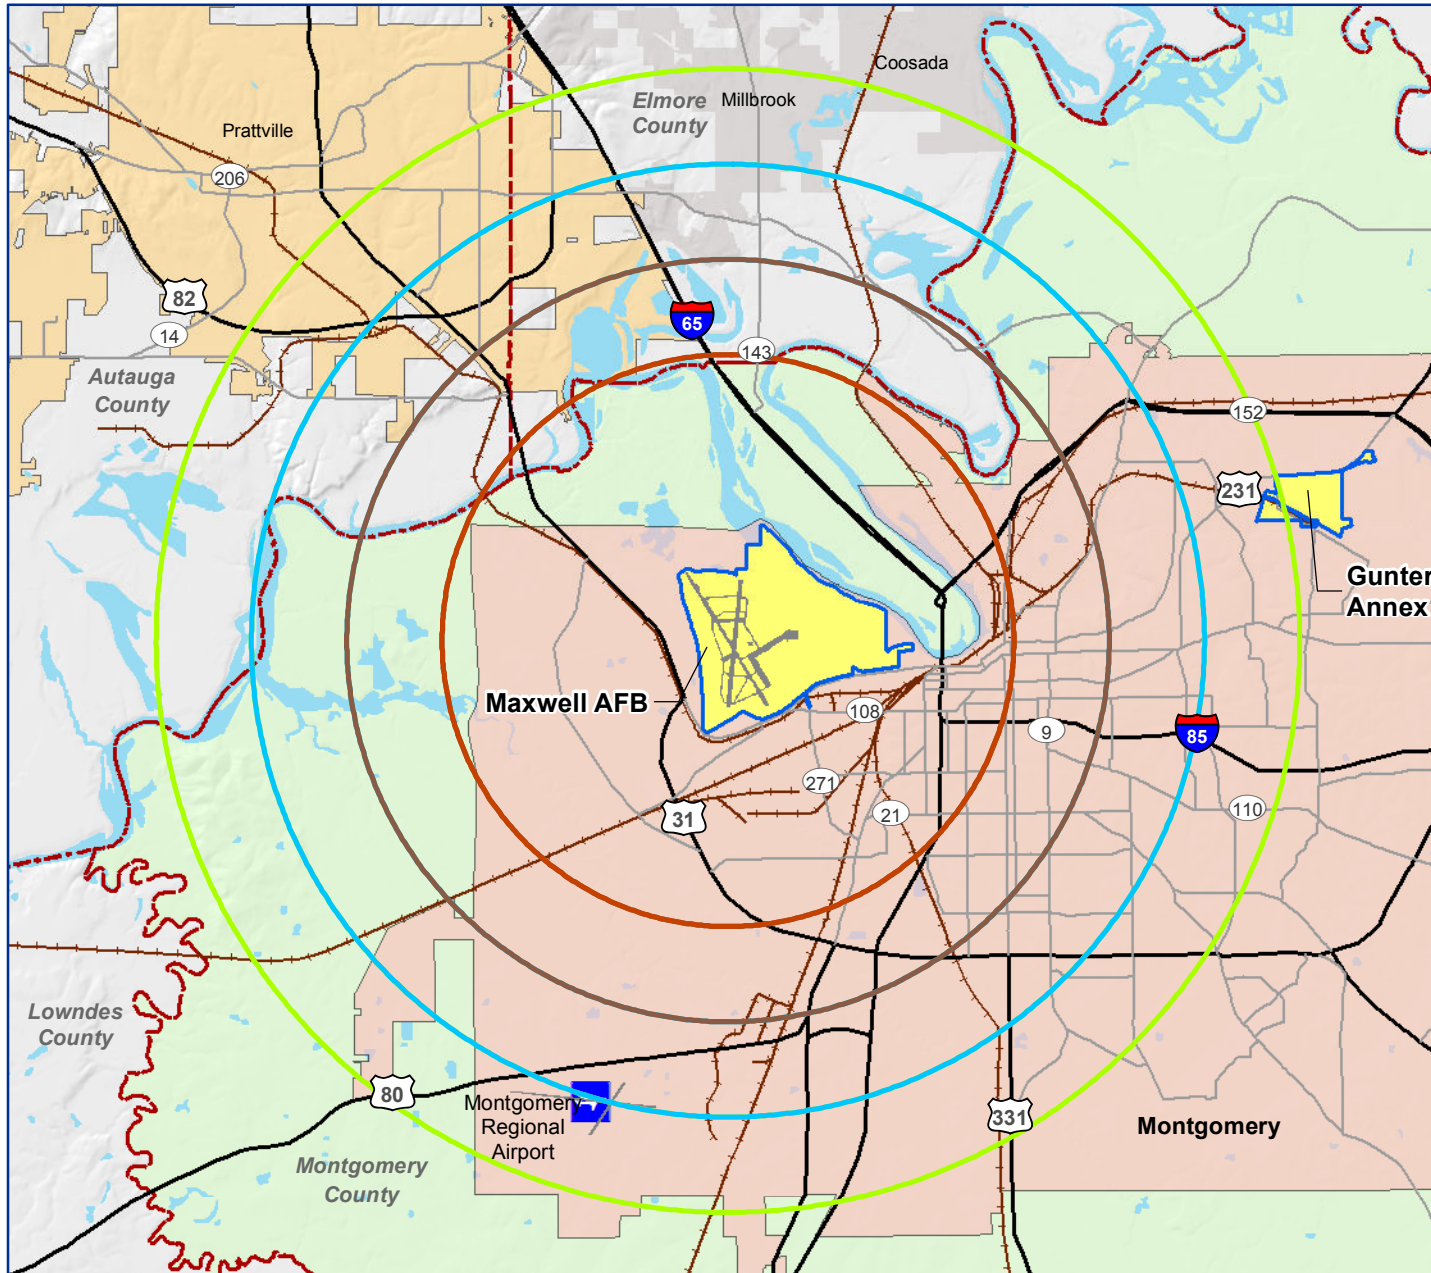 Coosada
Elmore
County
Millbrook
Prattville
206
82
14
65
143
Autauga
County
152
231
Gunter
Annex
Maxwell AFB
108
9
85
271
31
21
110
Lowndes
County
80
Montgomery
Regional
Airport
331
Montgomery
Montgomery
County